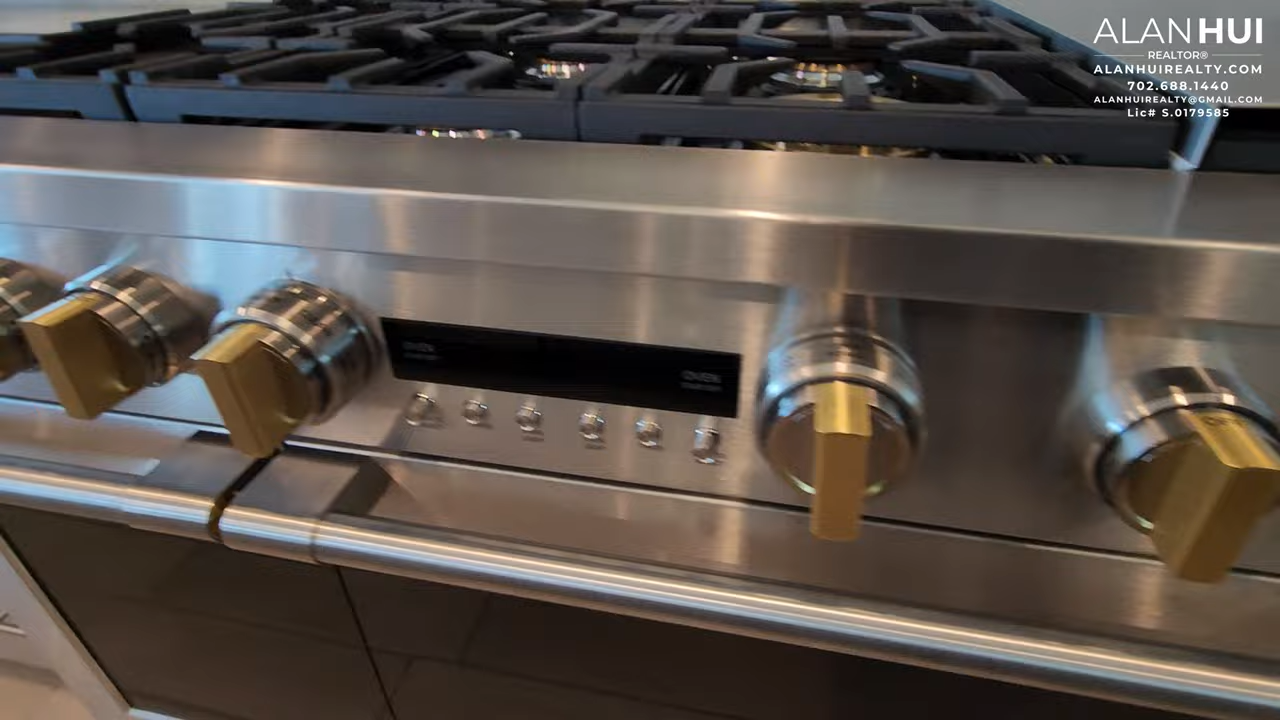 ALANHUI
REALTOR®
ALANHUIREALTY.COM
702.688.1440
ALANHUIREALTY@GMAIL.COM
Lic# S.0179585
OVEN
OVEN